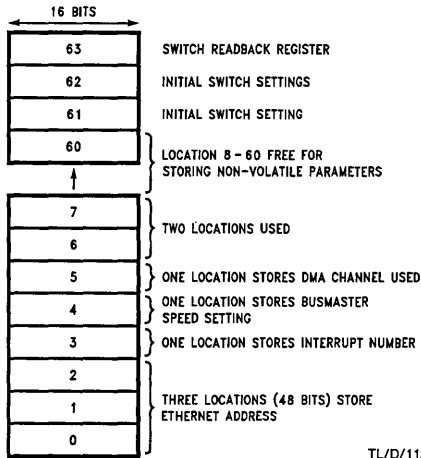 16 BITS
63 SWITCH READBACK REGISTER
62 INITIAL SWITCH SETTINGS
61 INITIAL SWITCH SETTING
60
LOCATION 8 – 60 FREE FOR
STORING NON-VOLATILE PARAMETERS
7
TWO LOCATIONS USED
6
5 ONE LOCATION STORES DMA CHANNEL USED
4 ONE LOCATION STORES BUSMASTER
SPEED SETTING
3 ONE LOCATION STORES INTERRUPT NUMBER
2
1 THREE LOCATIONS (48 BITS) STORE
ETHERNET ADDRESS
0